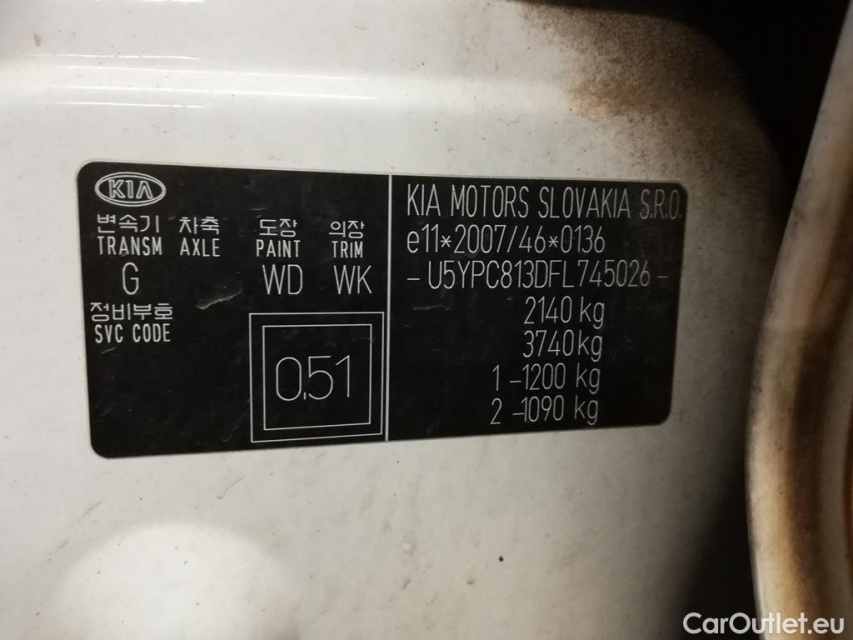 KIA
변속기 차축 도장 의장
TRANSM AXLE PAINT TRIM
G WD WK
정비부호
SVC CODE
0.51
KIA MOTORS SLOVAKIA S.R.O.
e11*2007/46*0136
-U5YPC813DFL745026-
2140 kg
3740 kg
1 -1200 kg
2 -1090 kg
CarOutlet.eu